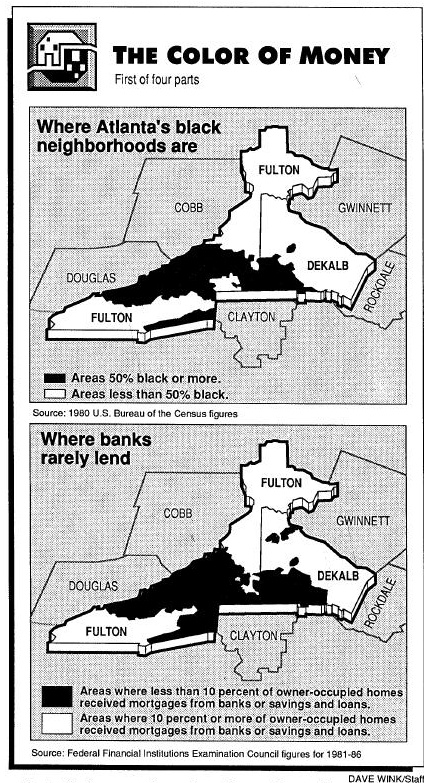 THE COLOR OF MONEY
First of four parts
Where Atlanta's black
neighborhoods are
FULTON
COBB
GWINNETT
DEKALB
DOUGLAS
ROCKDALE
FULTON
CLAYTON
Areas 50% black or more.
Areas less than 50% black.
Source: 1980 U.S. Bureau of the Census figures
Where banks
rarely lend
FULTON
COBB
GWINNETT
DEKALB
DOUGLAS
ROCKDALE
FULTON
CLAYTON
Areas where less than 10 percent of owner-occupied homes
received mortgages from banks or savings and loans.
Areas where 10 percent or more of owner-occupied homes
received mortgages from banks or savings and loans.
Source: Federal Financial Institutions Examination Council figures for 1981-86
DAVE WINK/Staff